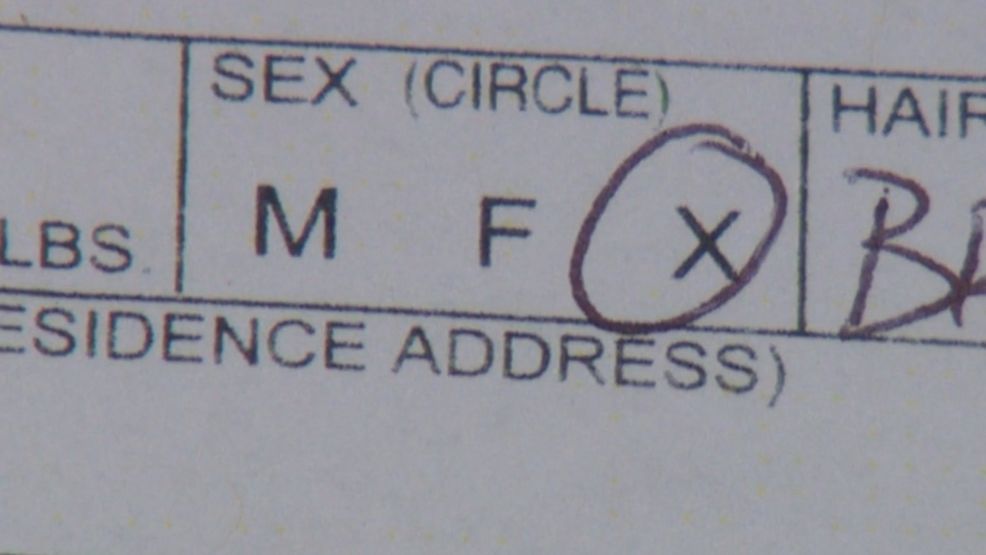 SEX (CIRCLE)
HAIR
LBS.
M F X
ESIDENCE ADDRESS)